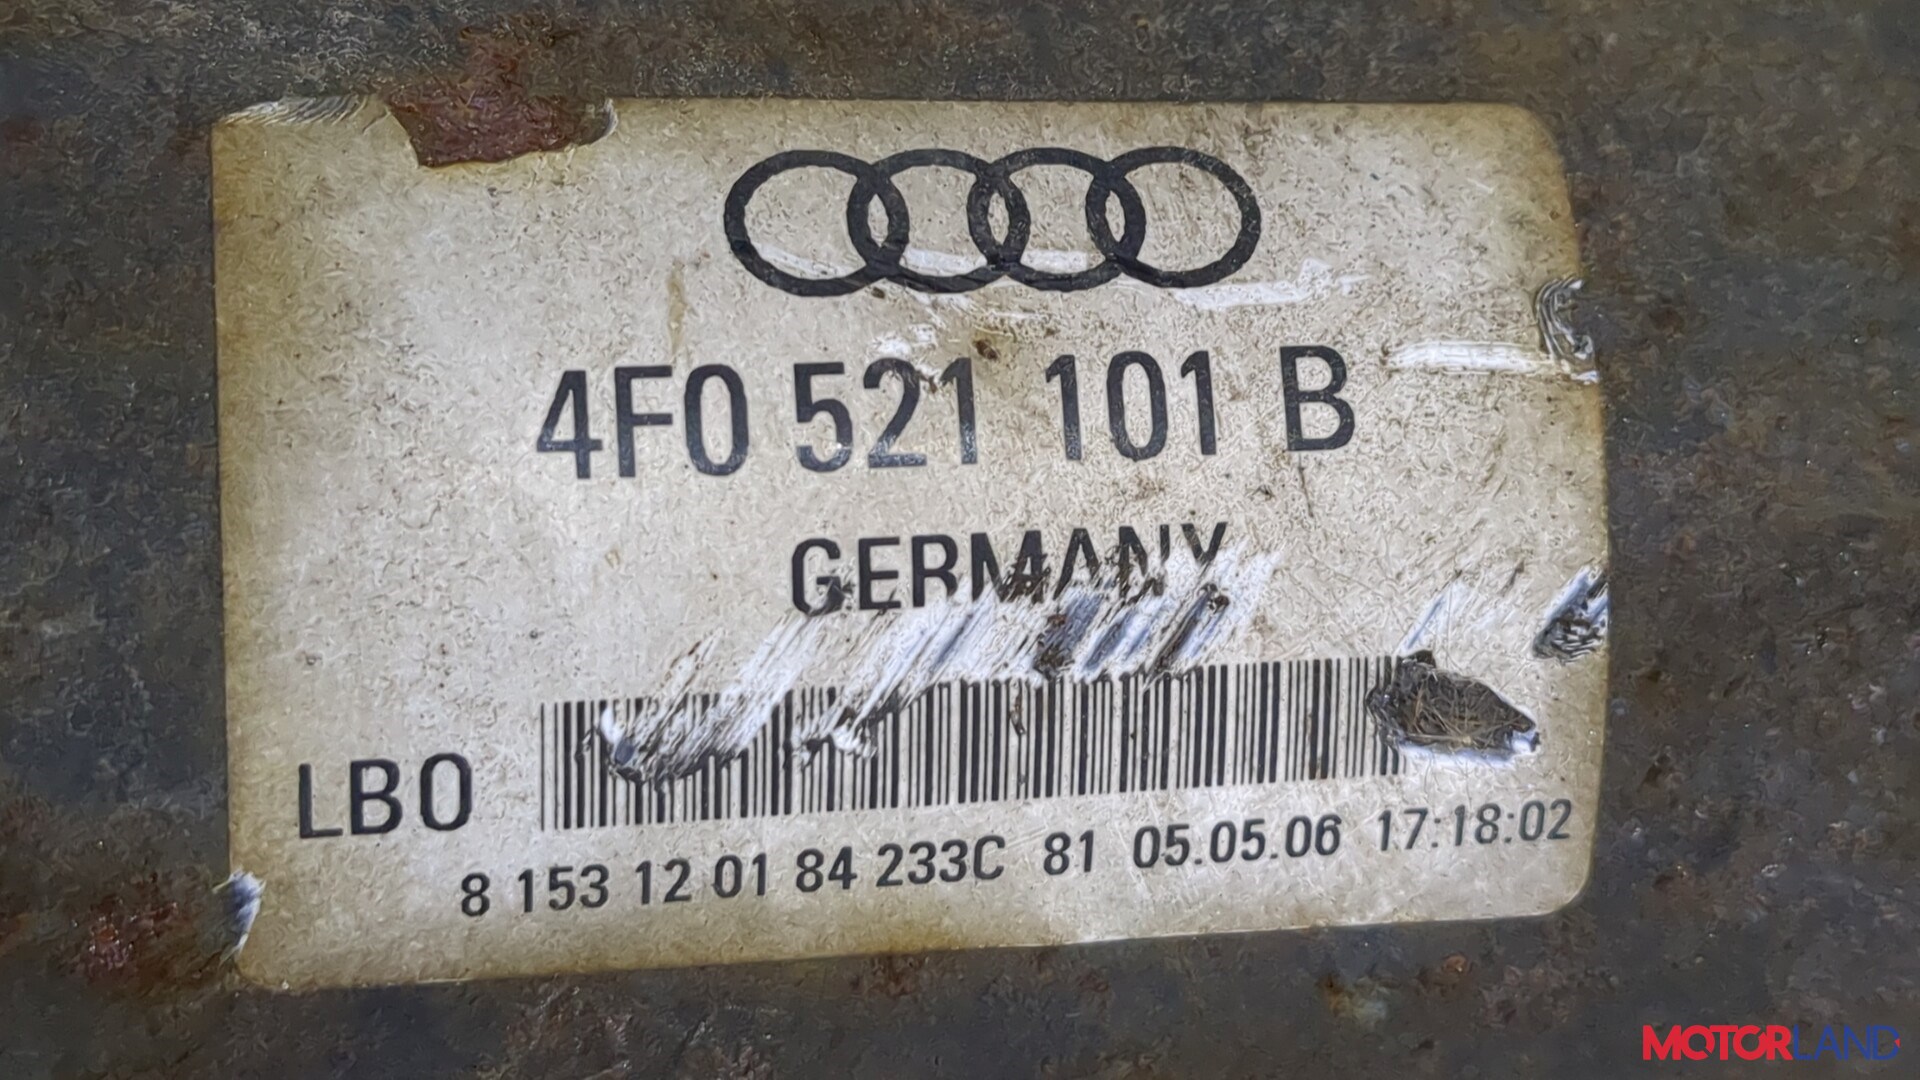 4F0 521 101 B
GERMANY
LBO
8 153 12 01 84 233C 81 05.05.06 17:18:02
MOTORLAND